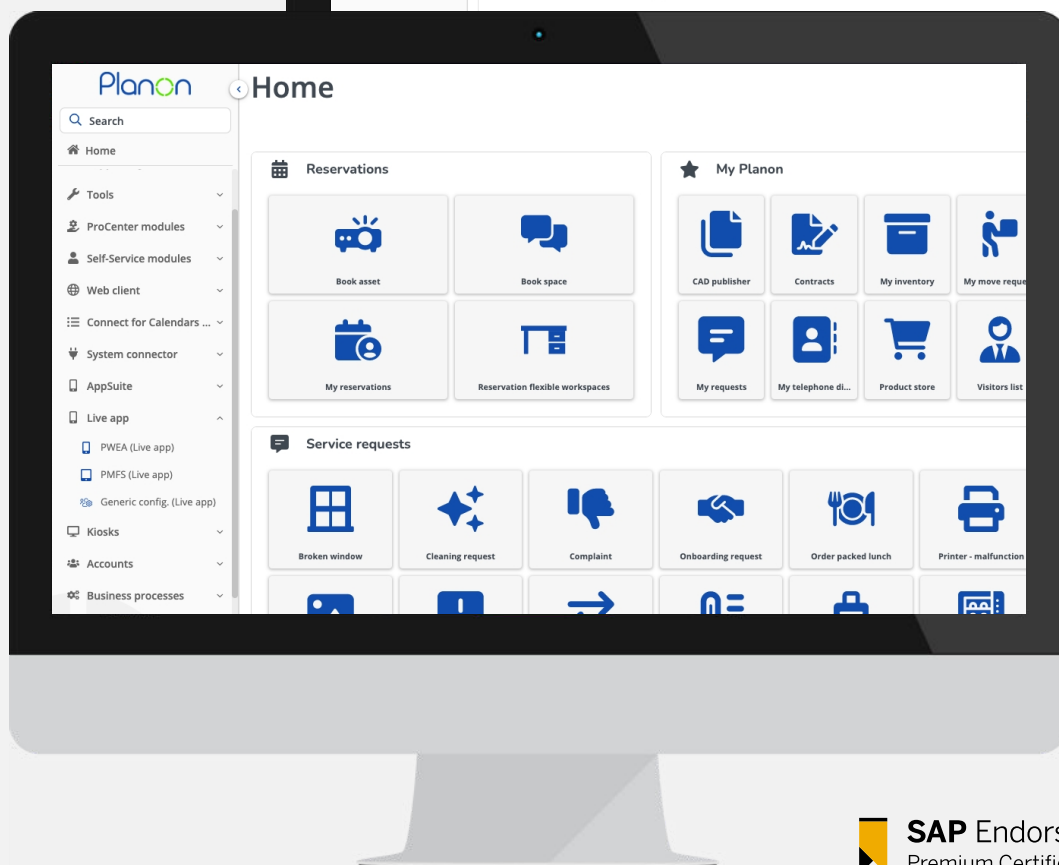 Planon
Home
Search
Home
Tools
ProCenter modules
Self-Service modules
Web client
Connect for Calendars ...
System connector
AppSuite
Live app
PWEA (Live app)
PMFS (Live app)
Generic config. (Live app)
Kiosks
Accounts
Business processes
Reservations
Book asset
Book space
My reservations
Reservation flexible workspaces
My Planon
CAD publisher
Contracts
My inventory
My move reque
My requests
My telephone di...
Product store
Visitors list
Service requests
Broken window
Cleaning request
Complaint
Onboarding request
Order packed lunch
Printer - malfunction
SAP Endors
Premium Certifi